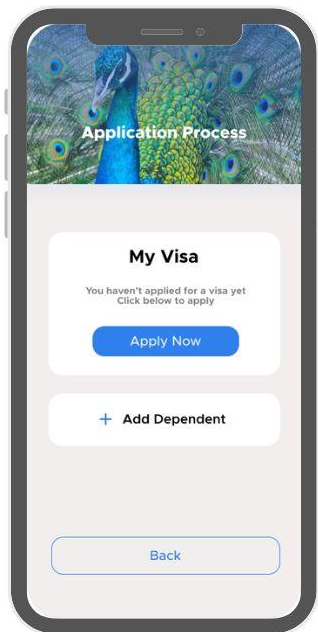 Application Process
My Visa
You haven't applied for a visa yet
Click below to apply
Apply Now
+ Add Dependent
Back